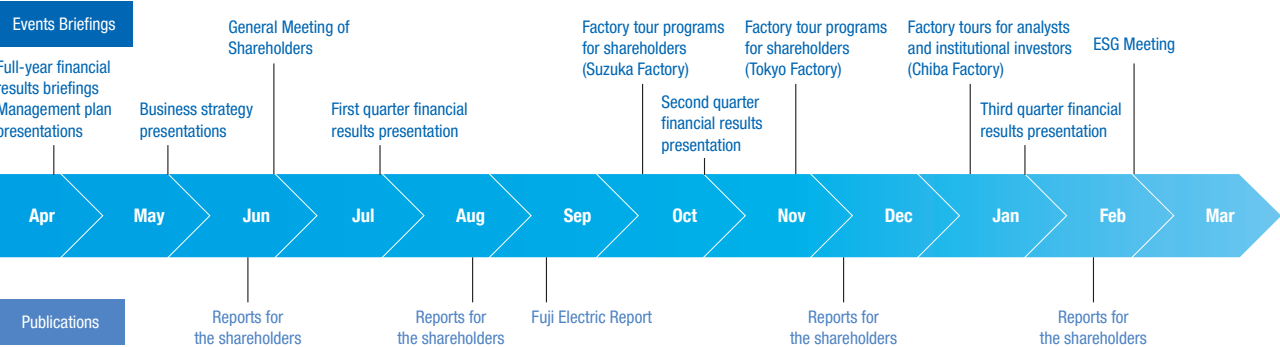 Events Briefings
Full-year financial
results briefings
Management plan
presentations
Business strategy
presentations
General Meeting of
Shareholders
First quarter financial
results presentation
Factory tour programs
for shareholders
(Suzuka Factory)
Second quarter
financial results
presentation
Factory tour programs
for shareholders
(Tokyo Factory)
Factory tours for analysts
and institutional investors
(Chiba Factory)
Third quarter financial
results presentation
ESG Meeting
Apr
May
Jun
Jul
Aug
Sep
Oct
Nov
Dec
Jan
Feb
Mar
Publications
Reports for
the shareholders
Reports for
the shareholders
Fuji Electric Report
Reports for
the shareholders
Reports for
the shareholders